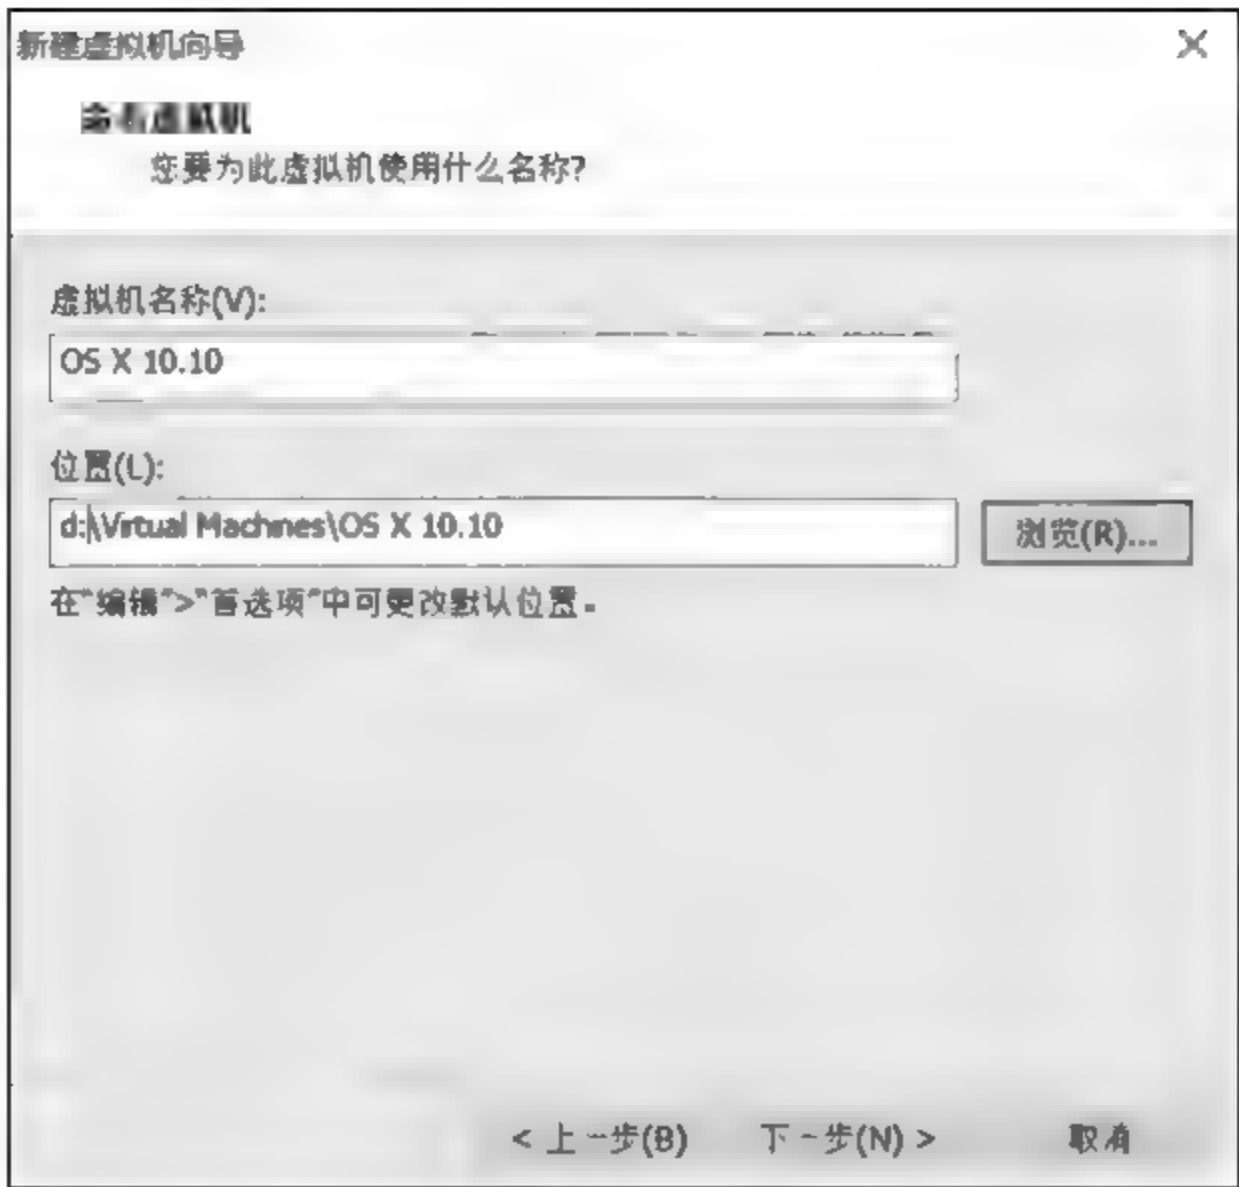 新建虚拟机向导
命名虚拟机
您要为此虚拟机使用什么名称?
虚拟机名称(V):
OS X 10.10
位置(L):
d:\Virtual Machines\OS X 10.10
浏览(R)...
在"编辑">"首选项"中可更改默认位置。
< 上一步(B)
下一步(N) >
取消